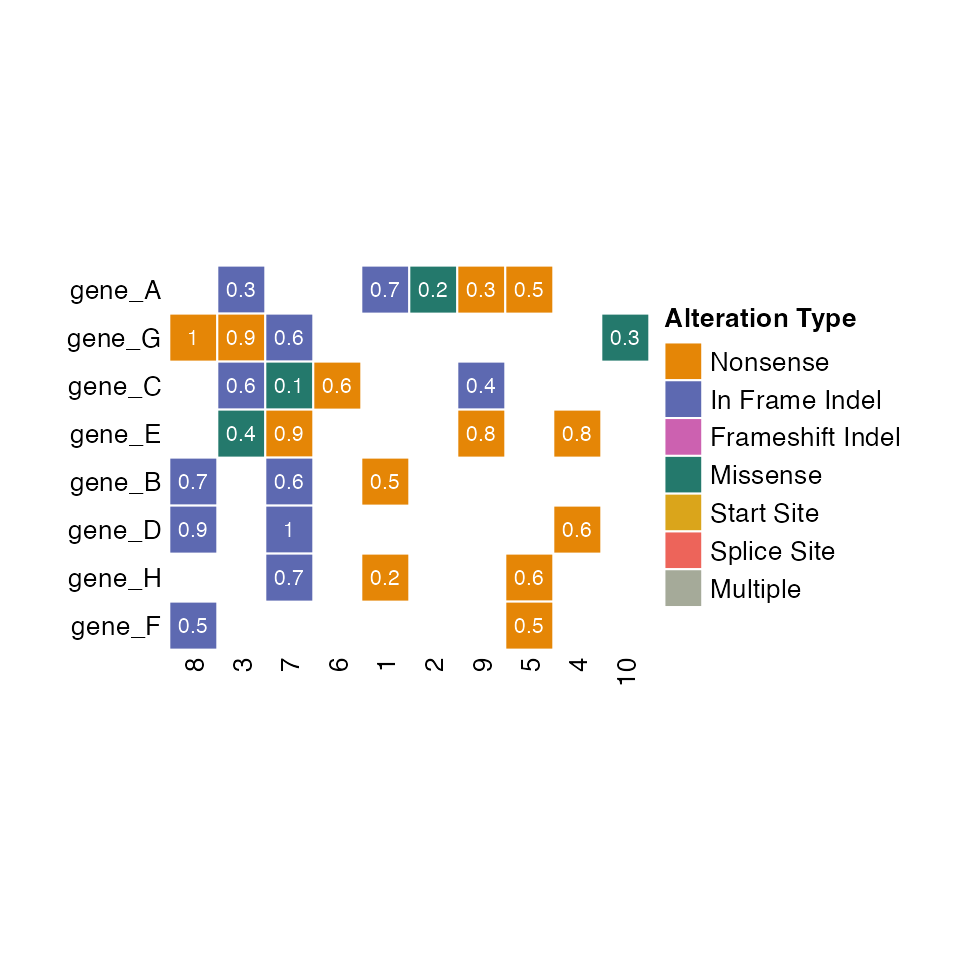 gene_A 0.3 0.7 0.2 0.3 0.5
gene_G 1 0.9 0.6 0.3
gene_C 0.6 0.1 0.6 0.4
gene_E 0.4 0.9 0.8 0.8
gene_B 0.7 0.6 0.5
gene_D 0.9 1 0.6
gene_H 0.7 0.2 0.6
gene_F 0.5 0.5
8 3 7 6 1 2 9 5 4 10
Alteration Type
Nonsense
In Frame Indel
Frameshift Indel
Missense
Start Site
Splice Site
Multiple